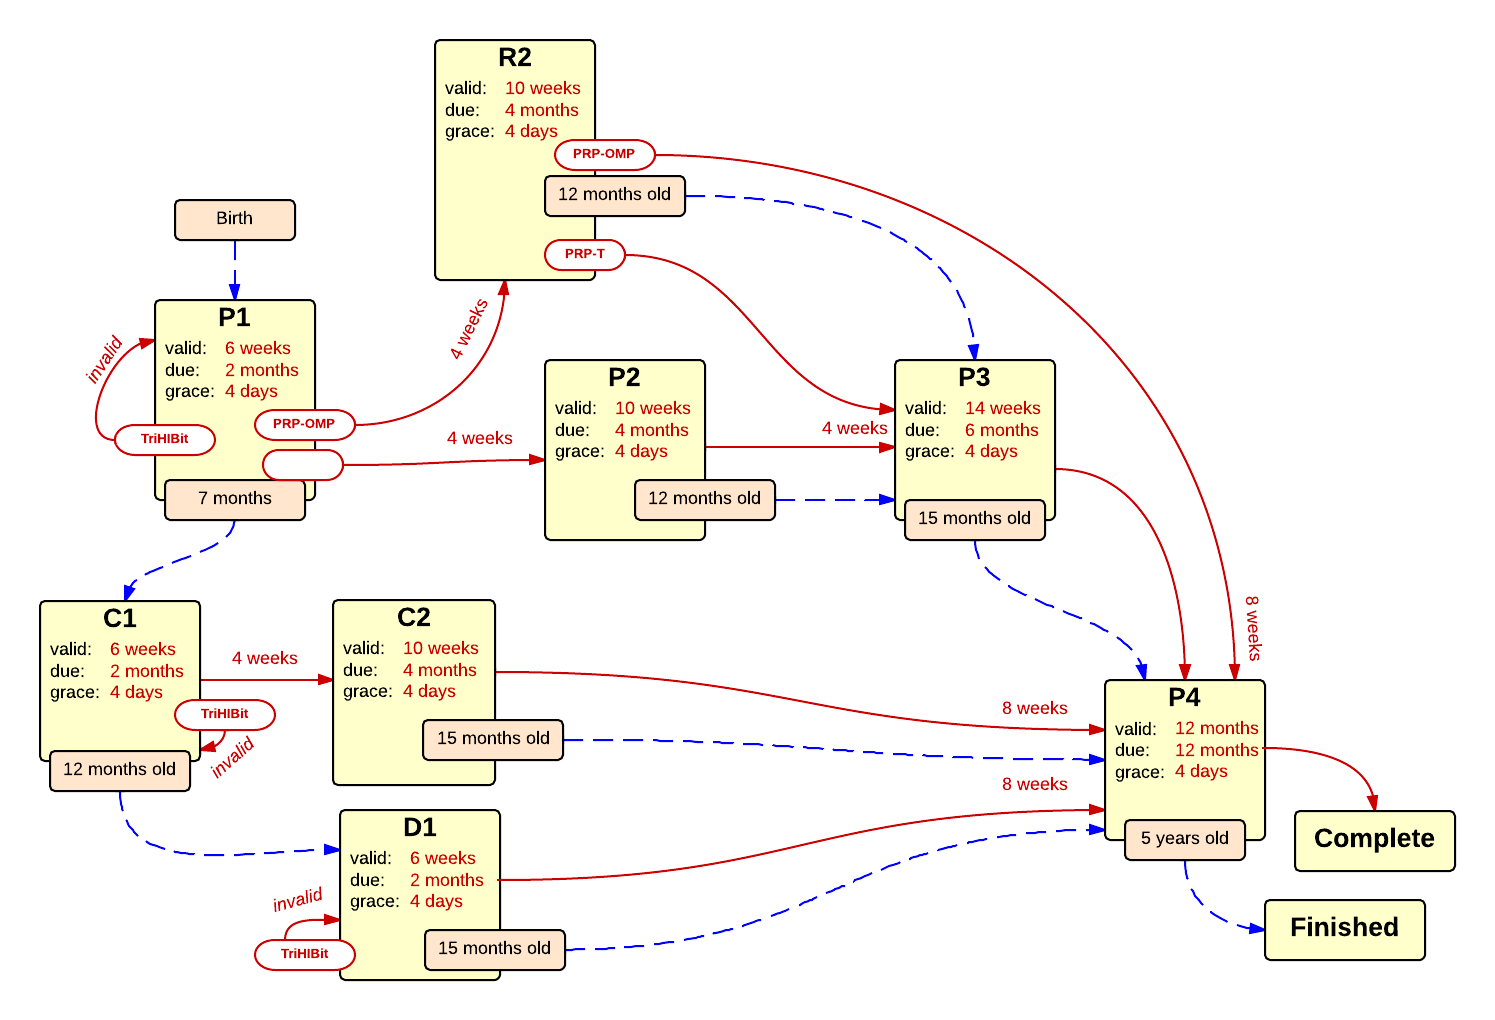 R2
valid: 10 weeks
due: 4 months
grace: 4 days
PRP-OMP
12 months old
PRP-T
Birth
P1
valid: 6 weeks
due: 2 months
grace: 4 days
invalid
TriHIBit
PRP-OMP
7 months
4 weeks
4 weeks
P2
valid: 10 weeks
due: 4 months
grace: 4 days
12 months old
4 weeks
P3
valid: 14 weeks
due: 6 months
grace: 4 days
15 months old
8 weeks
C1
valid: 6 weeks
due: 2 months
grace: 4 days
TriHIBit
invalid
12 months old
4 weeks
C2
valid: 10 weeks
due: 4 months
grace: 4 days
15 months old
8 weeks
D1
valid: 6 weeks
due: 2 months
grace: 4 days
invalid
TriHIBit
15 months old
8 weeks
P4
valid: 12 months
due: 12 months
grace: 4 days
5 years old
Complete
Finished